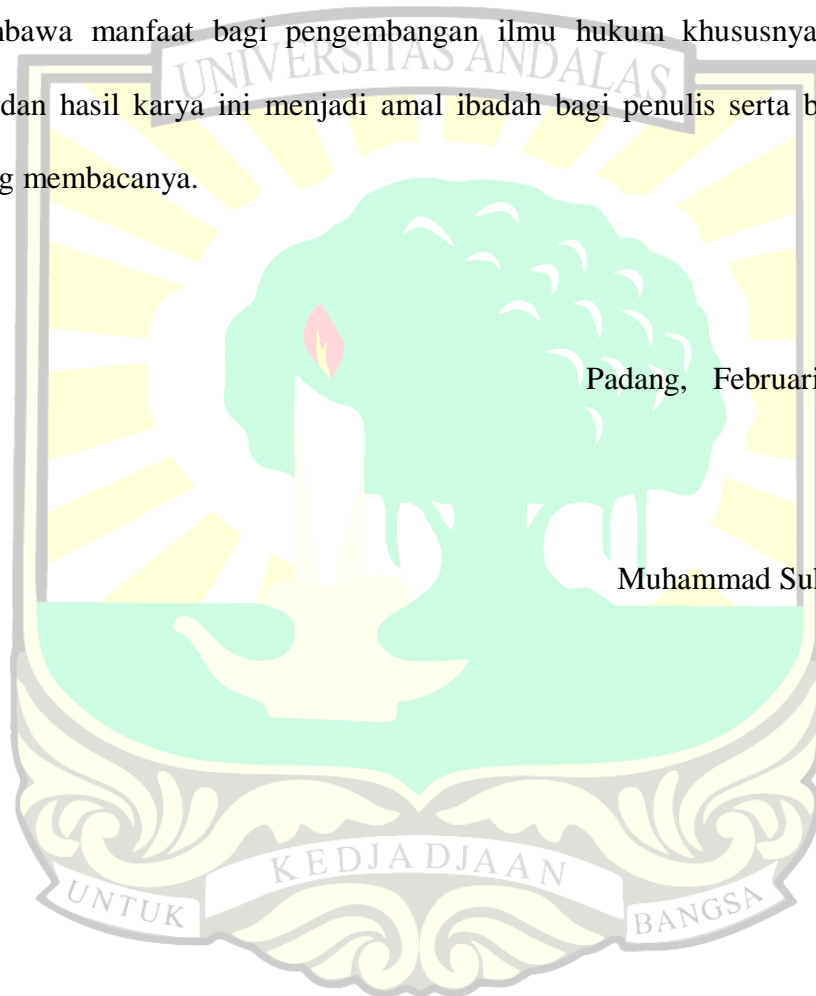 mbawa manfaat bagi pengembangan ilmu hukum khususnya
UNIVERSITAS ANDALAS
dan hasil karya ini menjadi amal ibadah bagi penulis serta b
g membacanya.
Padang, Februari
Muhammad Sul
KEDJADJAAN
UNTUK
BANGSA